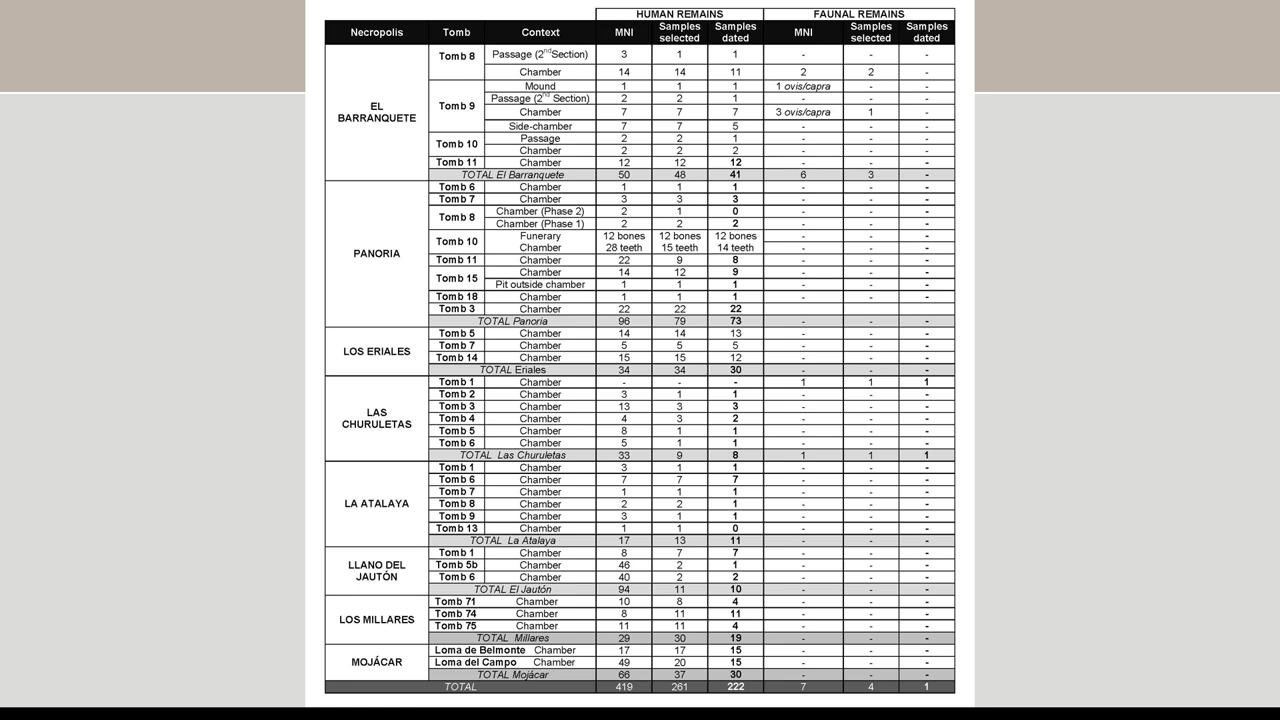 HUMAN REMAINS FAUNAL REMAINS
Necropolis Tomb Context MNI Samples selected Samples dated MNI Samples selected Samples dated
EL BARRANQUETE
Tomb 8 Passage (2nd Section) 3 1 1 - - -
Chamber 14 14 11 2 2 -
Tomb 9 Mound 1 1 1 1 ovis/capra - -
Passage (2nd Section) 2 2 1 - - -
Chamber 7 7 7 3 ovis/capra 1 -
Side-chamber 7 7 5 - - -
Tomb 10 Passage 2 2 1 - - -
Chamber 2 2 2 - - -
Tomb 11 Chamber 12 12 12 - - -
TOTAL El Barranquete 50 48 41 6 3 -
PANORIA
Tomb 6 Chamber 1 1 1 - - -
Tomb 7 Chamber 3 3 3 - - -
Tomb 8 Chamber (Phase 2) 2 1 0 - - -
Chamber (Phase 1) 2 2 2 - - -
Tomb 10 Funerary 12 bones 12 bones 12 bones - - -
Chamber 28 teeth 15 teeth 14 teeth - - -
Tomb 11 Chamber 22 9 8 - - -
Tomb 15 Chamber 14 12 9 - - -
Pit outside chamber 1 1 1 - - -
Tomb 18 Chamber 1 1 1 - - -
Tomb 3 Chamber 22 22 22
TOTAL Panoria 96 79 73 - - -
LOS ERIALES
Tomb 5 Chamber 14 14 13 - - -
Tomb 7 Chamber 5 5 5 - - -
Tomb 14 Chamber 15 15 12 - - -
TOTAL Eriales 34 34 30 - - -
LAS CHURULETAS
Tomb 1 Chamber - - - 1 1 1
Tomb 2 Chamber 3 1 1 - - -
Tomb 3 Chamber 13 3 3 - - -
Tomb 4 Chamber 4 3 2 - - -
Tomb 5 Chamber 8 1 1 - - -
Tomb 6 Chamber 5 1 1 - - -
TOTAL Las Churuletas 33 9 8 1 1 1
LA ATALAYA
Tomb 1 Chamber 3 1 1 - - -
Tomb 6 Chamber 7 7 7 - - -
Tomb 7 Chamber 1 1 1 - - -
Tomb 8 Chamber 2 2 1 - - -
Tomb 9 Chamber 3 1 1 - - -
Tomb 13 Chamber 1 1 0 - - -
TOTAL La Atalaya 17 13 11 - - -
LLANO DEL JAUTÓN
Tomb 1 Chamber 8 7 7 - - -
Tomb 5b Chamber 46 2 1 - - -
Tomb 6 Chamber 40 2 2 - - -
TOTAL El Jautón 94 11 10 - - -
LOS MILLARES
Tomb 71 Chamber 10 8 4 - - -
Tomb 74 Chamber 8 11 11 - - -
Tomb 75 Chamber 11 11 4 - - -
TOTAL Millares 29 30 19 - - -
MOJÁCAR
Loma de Belmonte Chamber 17 17 15 - - -
Loma del Campo Chamber 49 20 15 - - -
TOTAL Mojácar 66 37 30 - - -
TOTAL 419 261 222 7 4 1